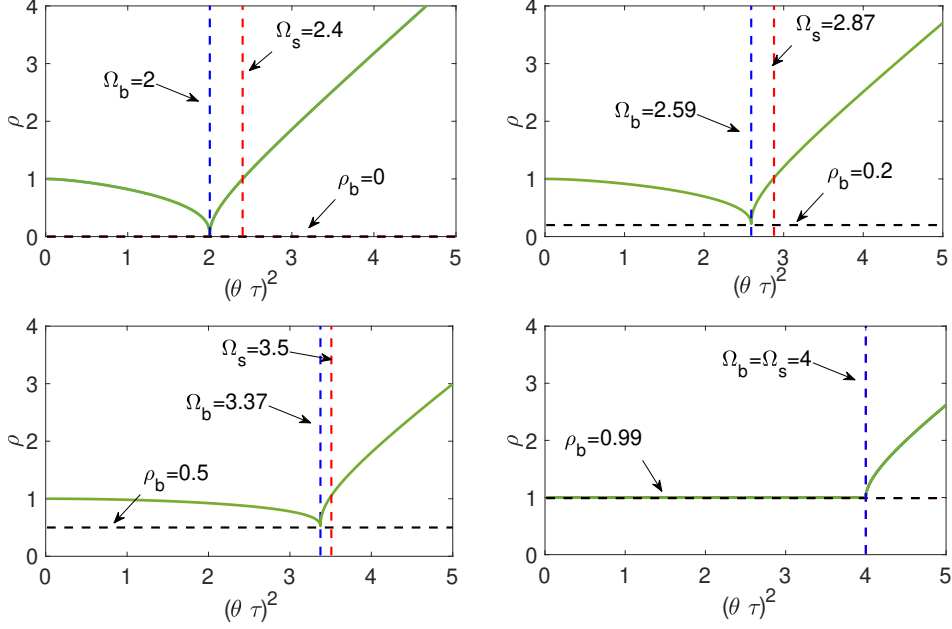 4
3
2
1
0
ρ
Ω_s=2.4
Ω_b=2
ρ_b=0
0 1 2 3 4 5
(θ τ)^2
4
3
2
1
0
ρ
Ω_s=2.87
Ω_b=2.59
ρ_b=0.2
0 1 2 3 4 5
(θ τ)^2
4
3
2
1
0
ρ
Ω_s=3.5
Ω_b=3.37
ρ_b=0.5
0 1 2 3 4 5
(θ τ)^2
4
3
2
1
0
ρ
Ω_b=Ω_s=4
ρ_b=0.99
0 1 2 3 4 5
(θ τ)^2